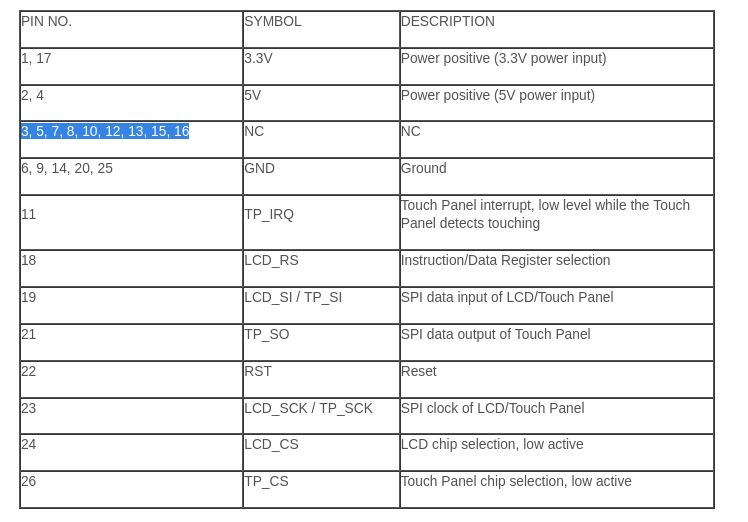 PIN NO. SYMBOL DESCRIPTION
1, 17 3.3V Power positive (3.3V power input)
2, 4 5V Power positive (5V power input)
3, 5, 7, 8, 10, 12, 13, 15, 16 NC NC
6, 9, 14, 20, 25 GND Ground
11 TP_IRQ Touch Panel interrupt, low level while the Touch
Panel detects touching
18 LCD_RS Instruction/Data Register selection
19 LCD_SI / TP_SI SPI data input of LCD/Touch Panel
21 TP_SO SPI data output of Touch Panel
22 RST Reset
23 LCD_SCK / TP_SCK SPI clock of LCD/Touch Panel
24 LCD_CS LCD chip selection, low active
26 TP_CS Touch Panel chip selection, low active